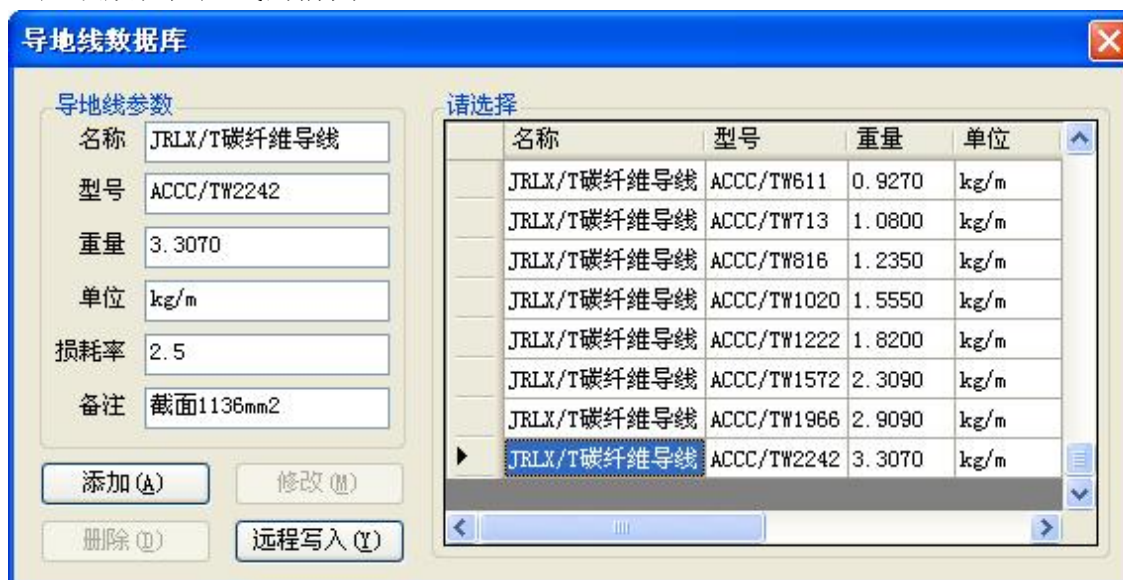 导地线数据库
导地线参数
名称 JRLX/T碳纤维导线
型号 ACCC/TW2242
重量 3.3070
单位 kg/m
损耗率 2.5
备注 截面1136mm2
添加(A) 修改(M)
删除(D) 远程写入(Y)
请选择
名称 型号 重量 单位
JRLX/T碳纤维导线 ACCC/TW611 0.9270 kg/m
JRLX/T碳纤维导线 ACCC/TW713 1.0800 kg/m
JRLX/T碳纤维导线 ACCC/TW816 1.2350 kg/m
JRLX/T碳纤维导线 ACCC/TW1020 1.5550 kg/m
JRLX/T碳纤维导线 ACCC/TW1222 1.8200 kg/m
JRLX/T碳纤维导线 ACCC/TW1572 2.3090 kg/m
JRLX/T碳纤维导线 ACCC/TW1966 2.9090 kg/m
JRLX/T碳纤维导线 ACCC/TW2242 3.3070 kg/m